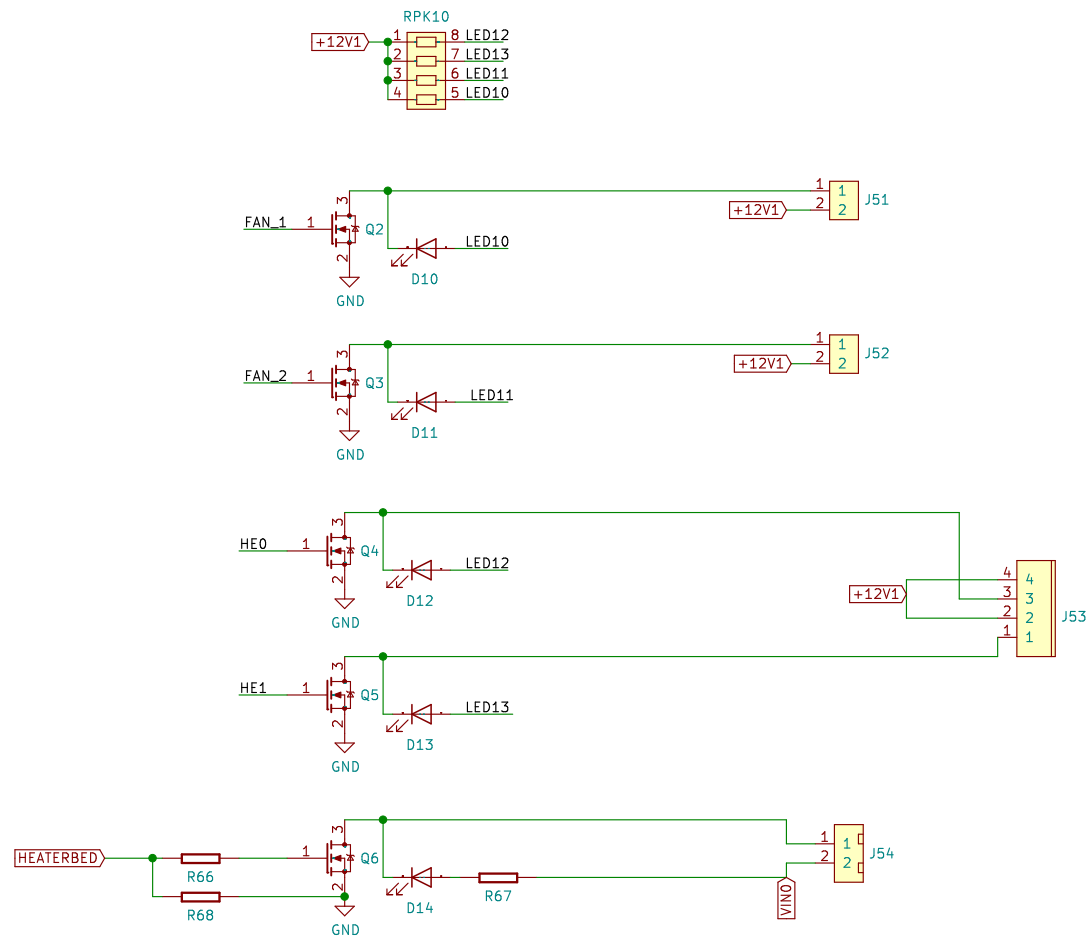 RPK10
+12V1 1 8 LED12
2 7 LED13
3 6 LED11
4 5 LED10
3 1 1 J51
FAN_1 1 Q2 +12V1 2 2
2 LED10
D10
GND
3 1 1 J52
FAN_2 1 Q3 +12V1 2 2
2 LED11
D11
GND
3
HE0 1 Q4
2 LED12
D12
GND
4 4
+12V1 3 3
2 2 J53
1 1
3
HE1 1 Q5
2 LED13
D13
GND
3 1 1
HEATERBED 1 Q6 2 2 J54
R66 2
D14 R67 VIN0
R68
GND